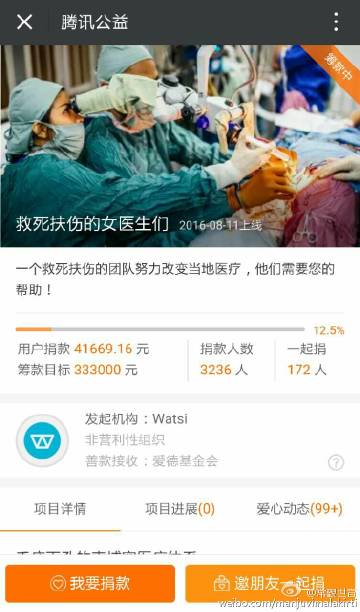 腾讯公益
筹款中
救死扶伤的女医生们 2016-08-11上线
一个救死扶伤的团队努力改变当地医疗，他们需要您的
帮助！
12.5%
用户捐款 41669.16 元
捐款人数
一起捐
筹款目标 333000 元
3236 人
172 人
发起机构：Watsi
非营利性组织
善款接收：爱德基金会
项目详情
项目进展(0)
爱心动态(99+)
我要捐款
邀朋友一起捐